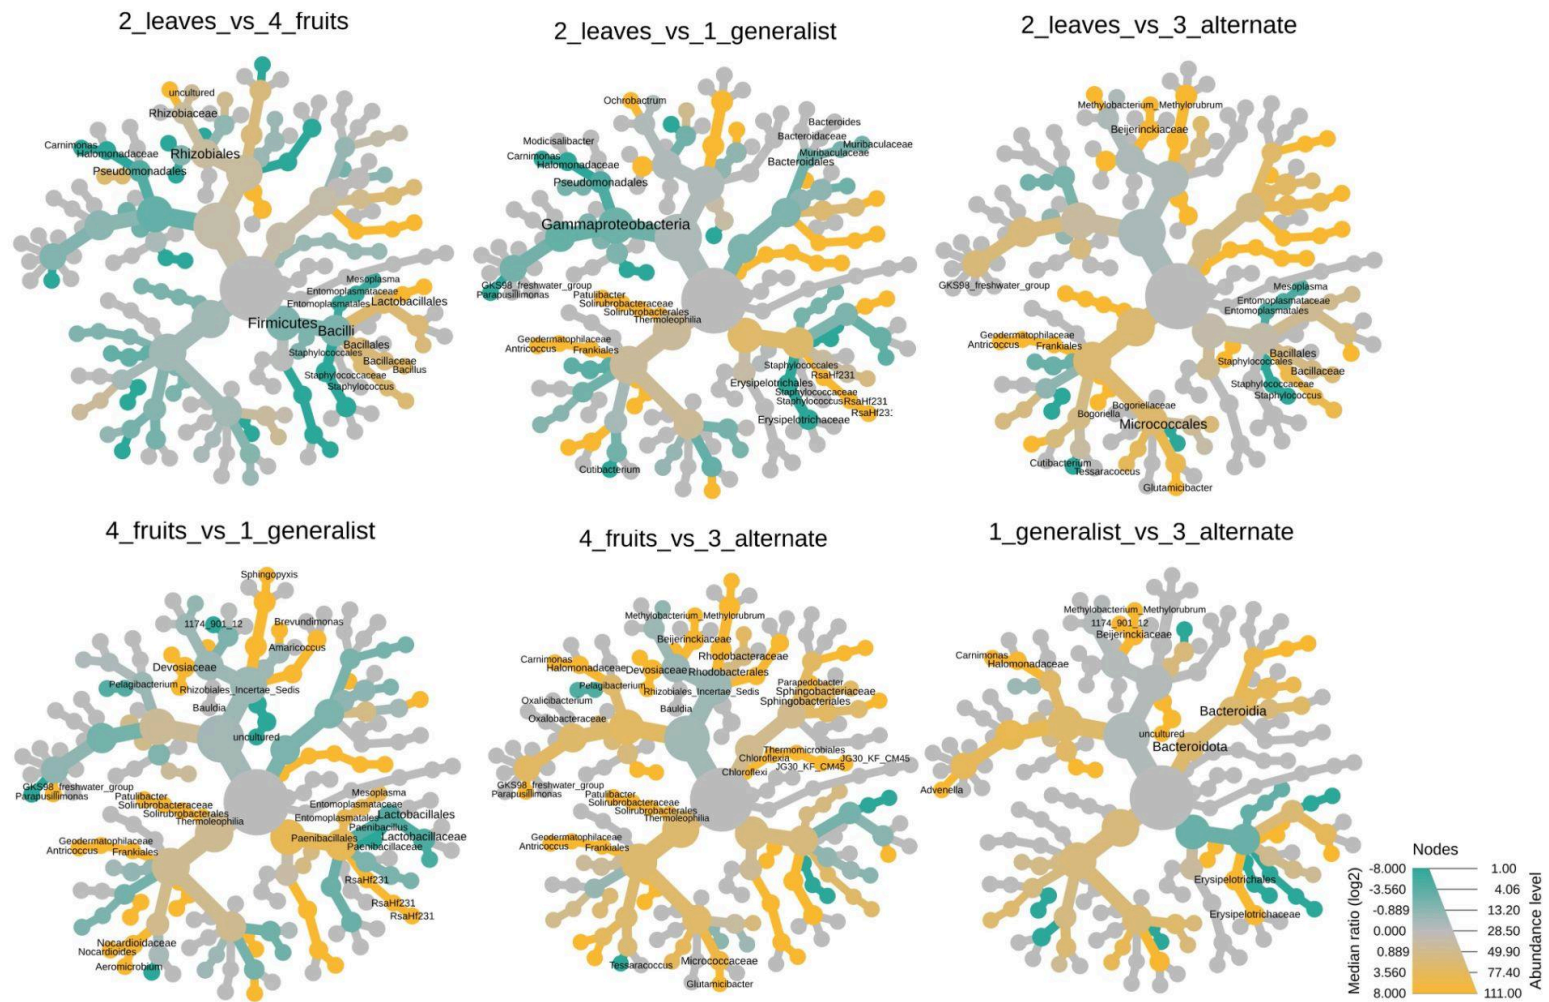 2_leaves_vs_4_fruits
uncultured
Rhizobiaceae
Carnimonas
Halomonadaceae
Rhizobiales
Pseudomonadales
Mesoplasma
Entomoplasmataceae
Entomoplasmatales
Lactobacillales
Firmicutes
Bacilli
Bacillales
Staphylococcales
Bacillaceae
Bacillus
Staphylococcaceae
Staphylococcus
2_leaves_vs_1_generalist
Ochrobactrum
Bacteroides
Bacteroidaceae
Modicisalibacter
Muribaculaceae
Muribaculaceae
Carnimonas
Halomonadaceae
Bacteroidales
Pseudomonadales
Gammaproteobacteria
GKS98_freshwater_group
Parapusillimonas
Patulibacter
Solirubrobacteraceae
Solirubrobacterales
Thermoleophilia
Geodermatophilaceae
Antricoccus
Frankiales
Staphylococcales
RsaHf231
Erysipelotrichales
Staphylococcaceae
Staphylococcus
RsaHf231
RsaHf231
Erysipelotrichaceae
Cutibacterium
2_leaves_vs_3_alternate
Methylobacterium_Methylorubrum
Beijerinckiaceae
GKS98_freshwater_group
Mesoplasma
Entomoplasmataceae
Entomoplasmatales
Geodermatophilaceae
Antricoccus
Frankiales
Bacillales
Staphylococcales
Bacillaceae
Staphylococcaceae
Staphylococcus
Bogoriellaceae
Bogoriella
Micrococcales
Cutibacterium
Tessaracoccus
Glutamicibacter
4_fruits_vs_1_generalist
Sphingopyxis
1174_901_12
Brevundimonas
Amaricoccus
Devosiaceae
Pelagibacterium
Rhizobiales_Incertae_Sedis
Bauldia
uncultured
GKS98_freshwater_group
Parapusillimonas
Patulibacter
Solirubrobacteraceae
Solirubrobacterales
Thermoleophilia
Mesoplasma
Entomoplasmataceae
Entomoplasmatales
Lactobacillales
Paenibacillus
Paenibacillales
Lactobacillaceae
Paenibacillaceae
Geodermatophilaceae
Antricoccus
Frankiales
RsaHf231
RsaHf231
RsaHf231
Nocardioidaceae
Nocardioides
Aeromicrobium
4_fruits_vs_3_alternate
Methylobacterium_Methylorubrum
Beijerinckiaceae
Carnimonas
Halomonadaceae
Devosiaceae
Rhodobacteraceae
Rhodobacterales
Pelagibacterium
Rhizobiales_Incertae_Sedis
Parapedobacter
Sphingobacteriaceae
Sphingobacteriales
Oxalicibacterium
Bauldia
Oxalobacteraceae
Thermomicrobiales
Chloroflexia
JG30_KF_CM45
JG30_KF_CM45
Chloroflexi
GKS98_freshwater_group
Parapusillimonas
Patulibacter
Solirubrobacteraceae
Solirubrobacterales
Thermoleophilia
Geodermatophilaceae
Antricoccus
Frankiales
Tessaracoccus
Micrococcaceae
Glutamicibacter
1_generalist_vs_3_alternate
Methylobacterium_Methylorubrum
1174_901_12
Beijerinckiaceae
Carnimonas
Halomonadaceae
Bacteroidia
uncultured
Bacteroidota
Advenella
Erysipelotrichales
Erysipelotrichaceae
Nodes
Median ratio (log2)
Abundance level
-8.000 1.00
-3.560 4.06
-0.889 13.20
0.000 28.50
0.889 49.90
3.560 77.40
8.000 111.00